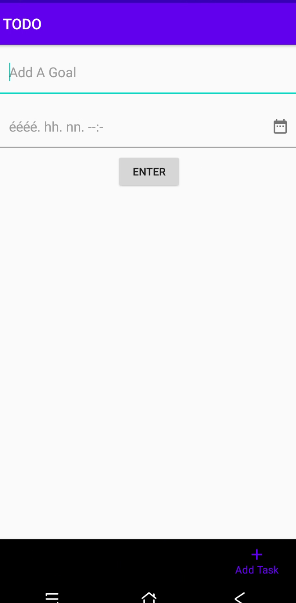 TODO
Add A Goal
éééé. hh. nn. --:-
ENTER
Add Task